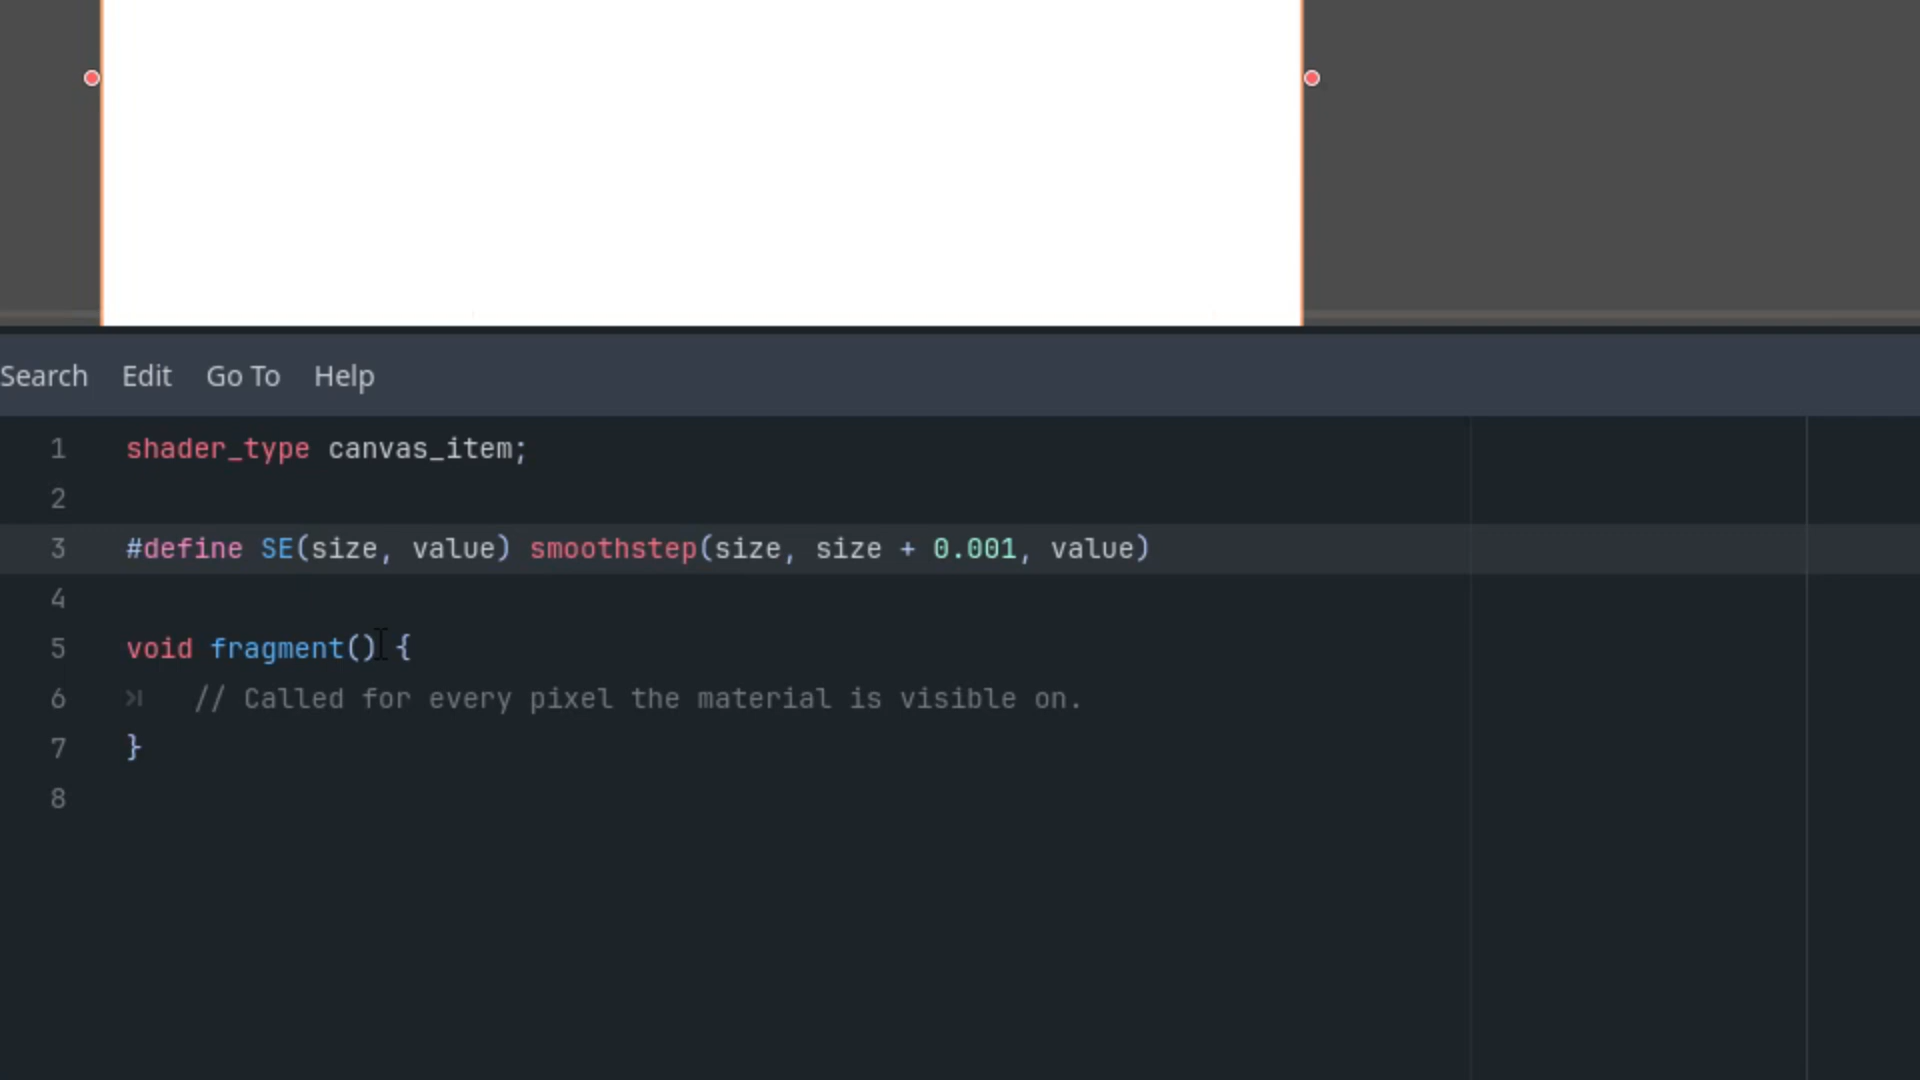 Search Edit Go To Help
1 shader_type canvas_item;
2
3 #define SE(size, value) smoothstep(size, size + 0.001, value)
4
5 void fragment() {
6 // Called for every pixel the material is visible on.
7 }
8